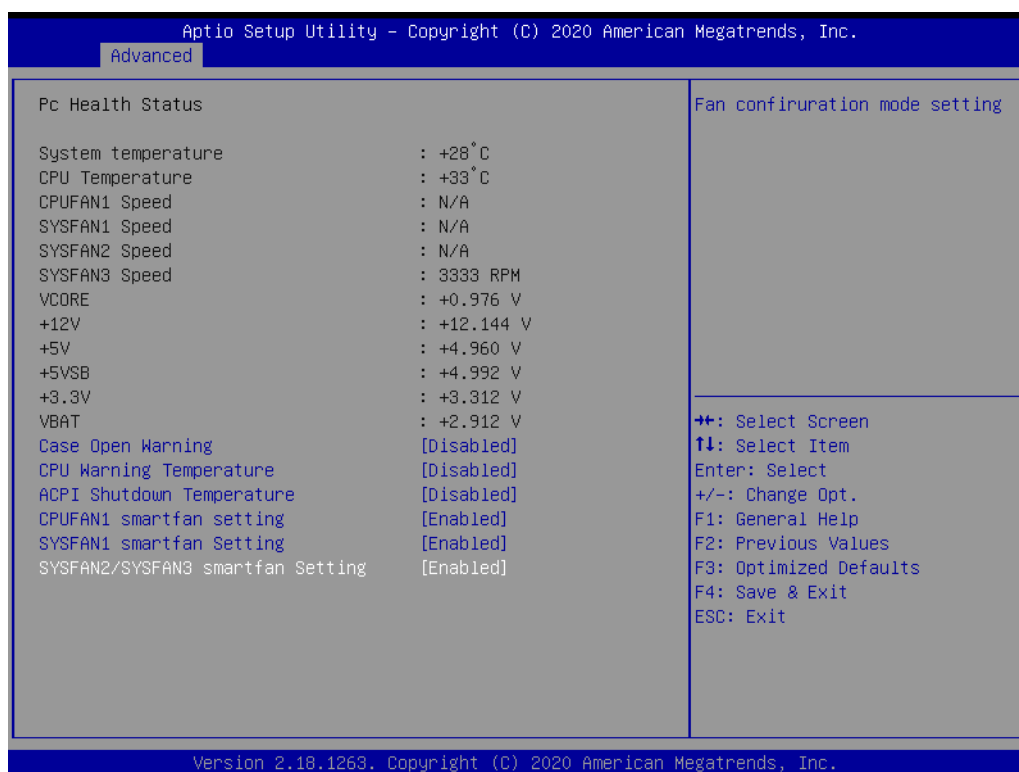 Aptio Setup Utility – Copyright (C) 2020 American Megatrends, Inc.
Advanced
Pc Health Status
System temperature : +28°C
CPU Temperature : +33°C
CPUFAN1 Speed : N/A
SYSFAN1 Speed : N/A
SYSFAN2 Speed : N/A
SYSFAN3 Speed : 3333 RPM
VCORE : +0.976 V
+12V : +12.144 V
+5V : +4.960 V
+5VSB : +4.992 V
+3.3V : +3.312 V
VBAT : +2.912 V
Case Open Warning [Disabled]
CPU Warning Temperature [Disabled]
ACPI Shutdown Temperature [Disabled]
CPUFAN1 smartfan setting [Enabled]
SYSFAN1 smartfan Setting [Enabled]
SYSFAN2/SYSFAN3 smartfan Setting [Enabled]
Fan confiruration mode setting
→←: Select Screen
↑↓: Select Item
Enter: Select
+/-: Change Opt.
F1: General Help
F2: Previous Values
F3: Optimized Defaults
F4: Save & Exit
ESC: Exit
Version 2.18.1263. Copyright (C) 2020 American Megatrends, Inc.